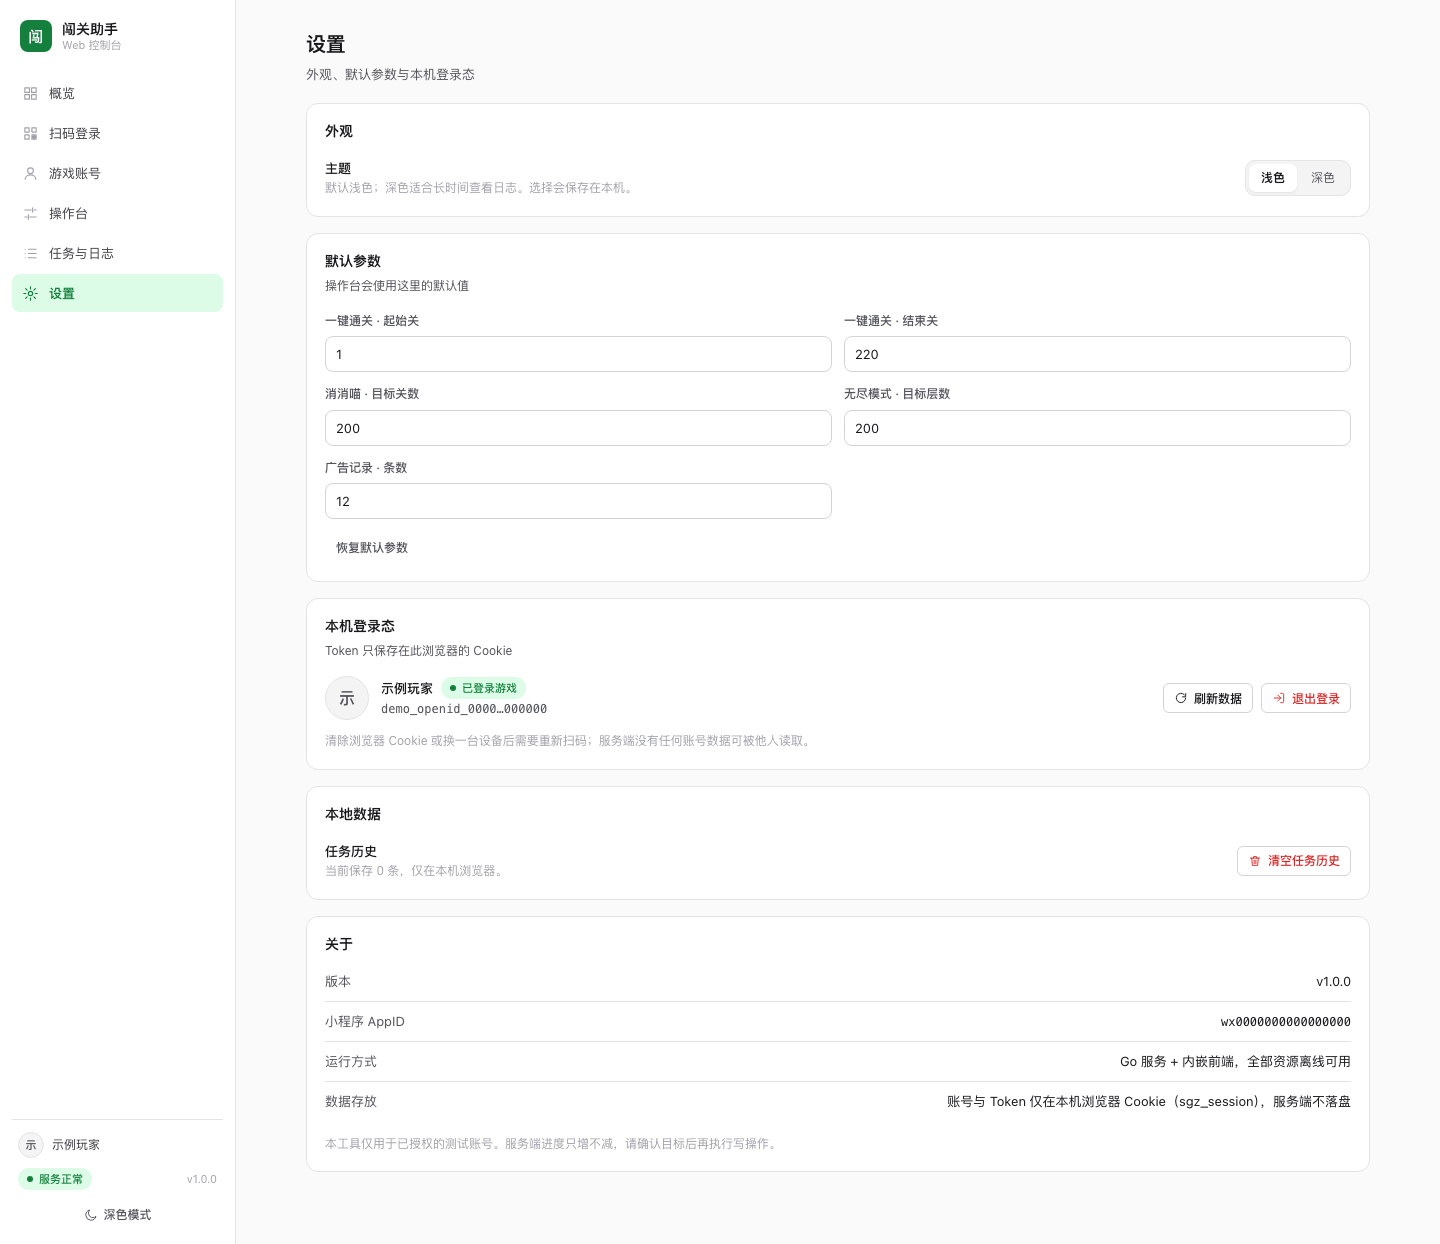 闯
闯关助手
Web 控制台
概览
扫码登录
游戏账号
操作台
任务与日志
设置
示
示例玩家
服务正常
v1.0.0
深色模式
设置
外观、默认参数与本机登录态
外观
主题
默认浅色；深色适合长时间查看日志。选择会保存在本机。
浅色
深色
默认参数
操作台会使用这里的默认值
一键通关 · 起始关
一键通关 · 结束关
1
220
消消喵 · 目标关数
无尽模式 · 目标层数
200
200
广告记录 · 条数
12
恢复默认参数
本机登录态
Token 只保存在此浏览器的 Cookie
示
示例玩家
已登录游戏
demo_openid_0000…000000
刷新数据
退出登录
清除浏览器 Cookie 或换一台设备后需要重新扫码；服务端没有任何账号数据可被他人读取。
本地数据
任务历史
当前保存 0 条，仅在本机浏览器。
清空任务历史
关于
版本
v1.0.0
小程序 AppID
wx0000000000000000
运行方式
Go 服务 + 内嵌前端，全部资源离线可用
数据存放
账号与 Token 仅在本机浏览器 Cookie（sgz_session），服务端不落盘
本工具仅用于已授权的测试账号。服务端进度只增不减，请确认目标后再执行写操作。